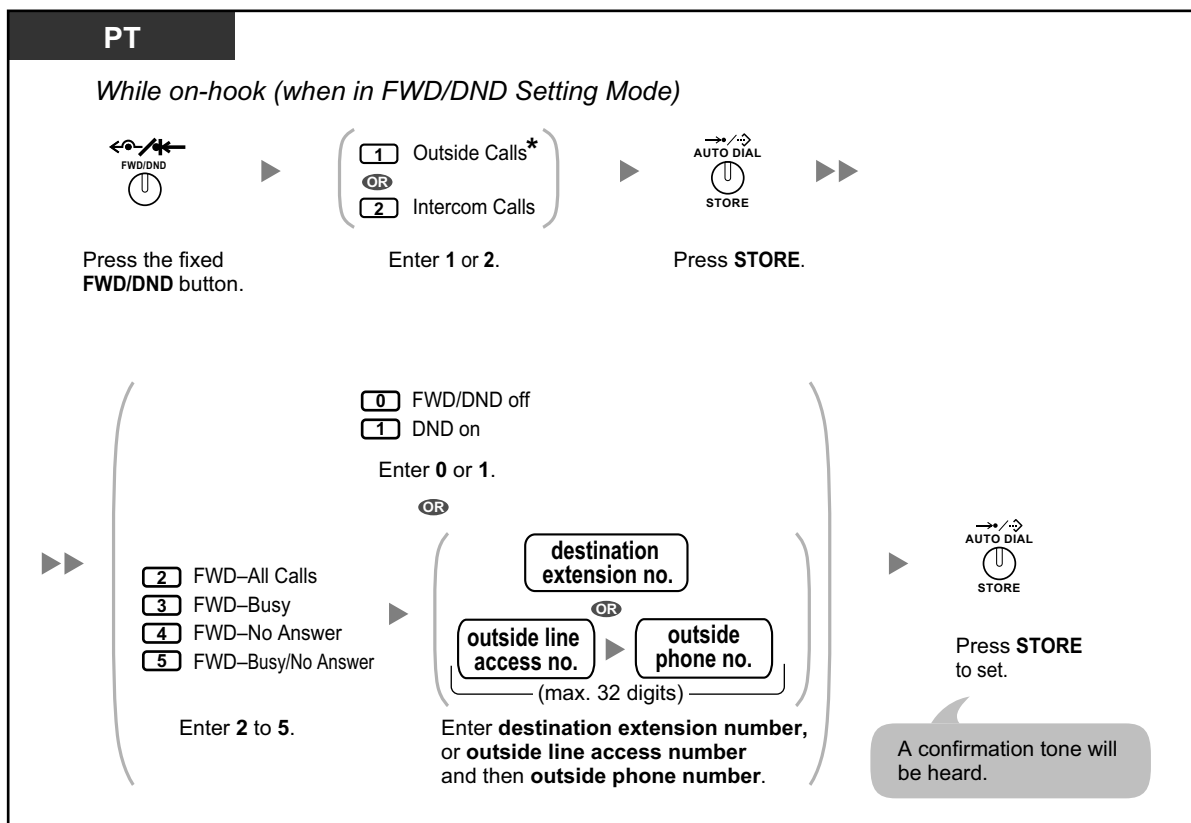 PT
While on-hook (when in FWD/DND Setting Mode)
FWD/DND
Press the fixed
FWD/DND button.
1 Outside Calls*
OR
2 Intercom Calls
Enter 1 or 2.
AUTO DIAL
STORE
Press STORE.
0 FWD/DND off
1 DND on
Enter 0 or 1.
OR
2 FWD–All Calls
3 FWD–Busy
4 FWD–No Answer
5 FWD–Busy/No Answer
Enter 2 to 5.
destination
extension no.
OR
outside line
access no.
outside
phone no.
(max. 32 digits)
Enter destination extension number,
or outside line access number
and then outside phone number.
AUTO DIAL
STORE
Press STORE
to set.
A confirmation tone will
be heard.